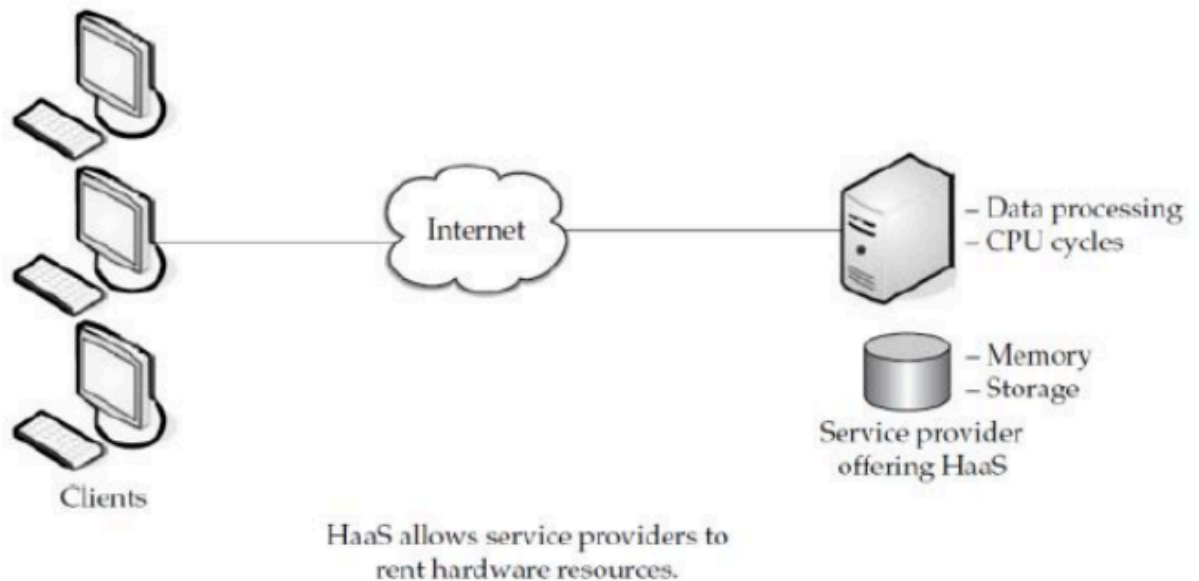 Internet
– Data processing
– CPU cycles
– Memory
– Storage
Service provider
offering HaaS
Clients
HaaS allows service providers to
rent hardware resources.